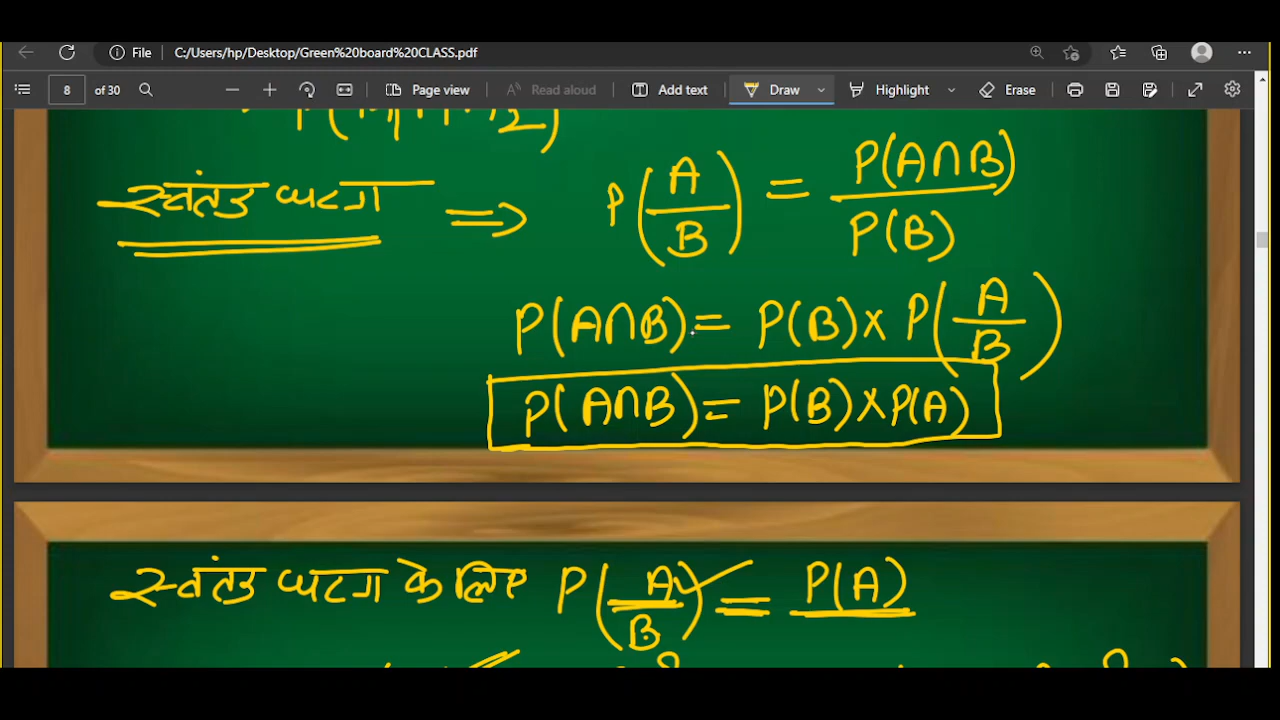 File C:/Users/hp/Desktop/Green%20board%20CLASS.pdf
8 of 30 Page view Read aloud Add text Draw Highlight Erase
स्वतंत्र घटना ⇒ P(A/B) = P(A∩B)/P(B)
P(A∩B) = P(B) × P(A/B)
P(A∩B) = P(B) × P(A)
स्वतंत्र घटना के लिए P(A/B) = P(A)